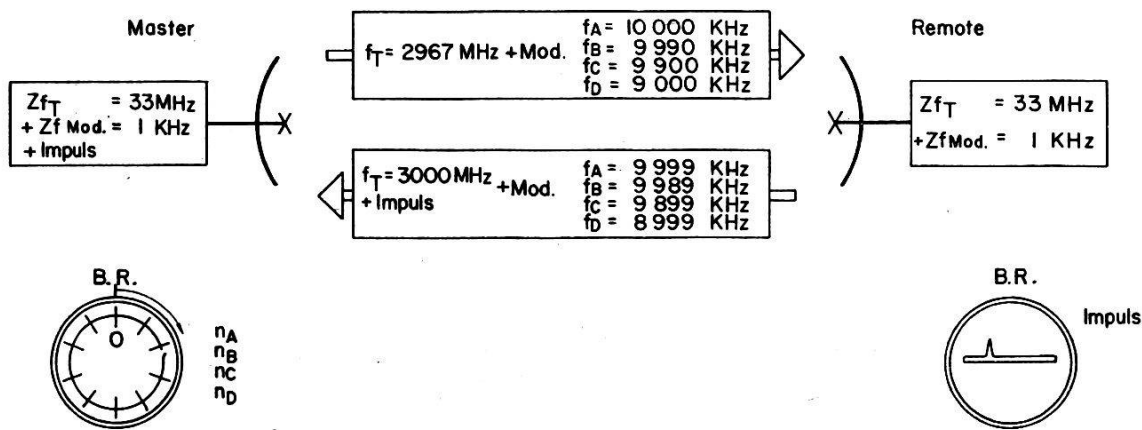 Master
Remote
Zf_T = 33 MHz
+ Zf Mod. = 1 KHz
+ Impuls
f_T = 2967 MHz + Mod.
f_A = 10 000 KHz
f_B = 9 990 KHz
f_C = 9 900 KHz
f_D = 9 000 KHz
Zf_T = 33 MHz
+Zf Mod. = 1 KHz
f_T = 3000 MHz +Mod.
+ Impuls
f_A = 9 999 KHz
f_B = 9 989 KHz
f_C = 9 899 KHz
f_D = 8 999 KHz
B.R.
0
n_A
n_B
n_C
n_D
B.R.
Impuls